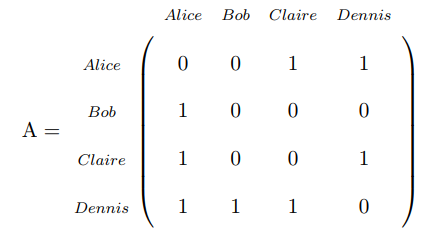 Alice Bob Claire Dennis
Alice 0 0 1 1
Bob 1 0 0 0
A =
Claire 1 0 0 1
Dennis 1 1 1 0